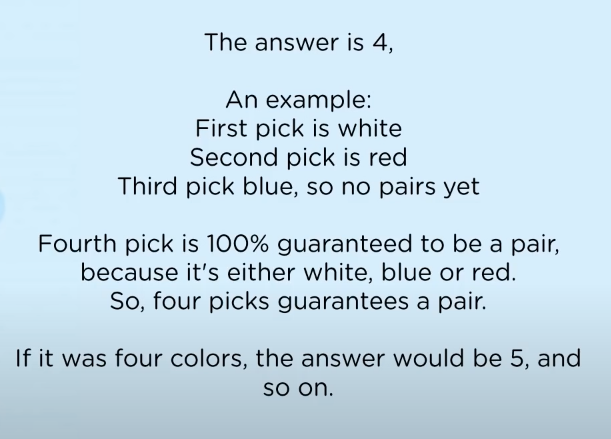 The answer is 4,
An example:
First pick is white
Second pick is red
Third pick blue, so no pairs yet
Fourth pick is 100% guaranteed to be a pair,
because it's either white, blue or red.
So, four picks guarantees a pair.
If it was four colors, the answer would be 5, and
so on.